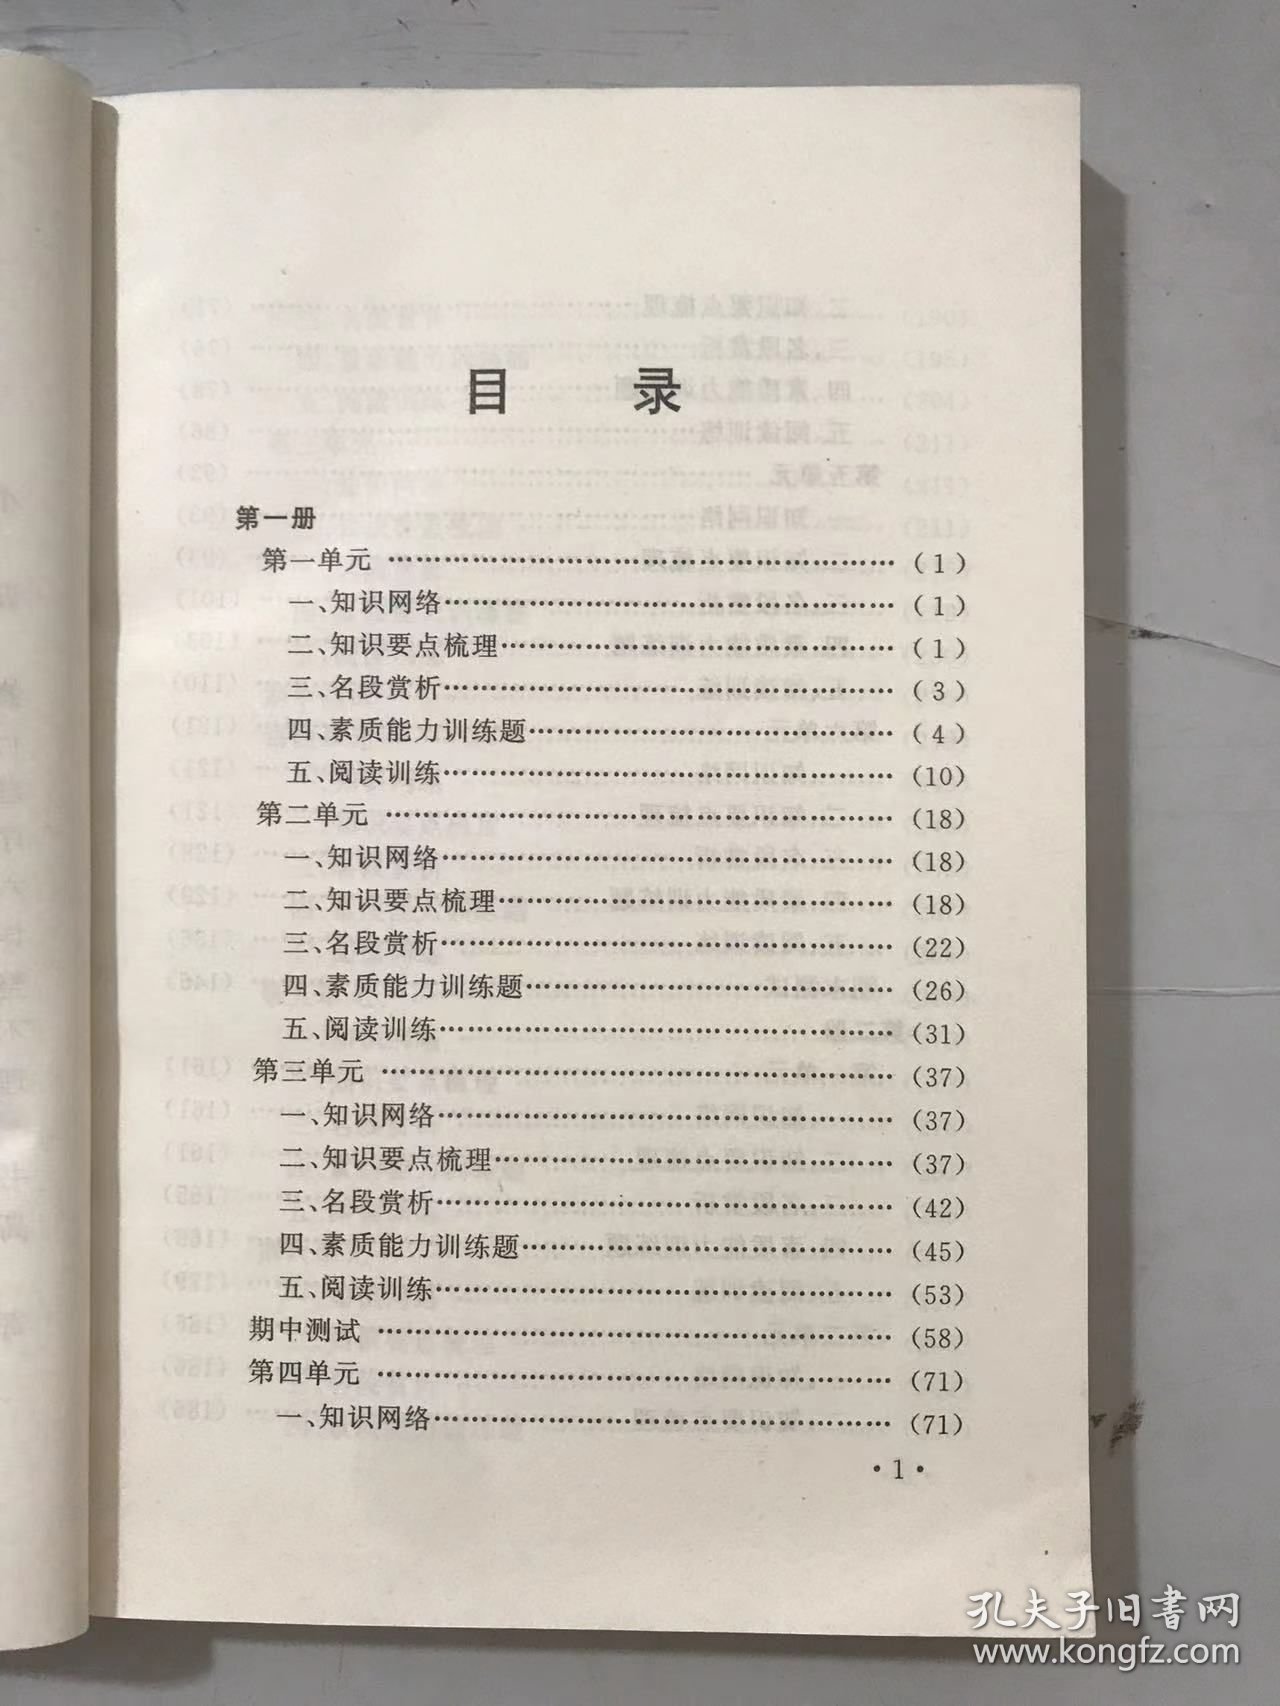 目 录
第一册
第一单元 …………………………………………… (1)
一、知识网络…………………………………………… (1)
二、知识要点梳理…………………………………………… (1)
三、名段赏析…………………………………………… (3)
四、素质能力训练题…………………………………………… (4)
五、阅读训练…………………………………………… (10)
第二单元 …………………………………………… (18)
一、知识网络…………………………………………… (18)
二、知识要点梳理…………………………………………… (18)
三、名段赏析…………………………………………… (22)
四、素质能力训练题…………………………………………… (26)
五、阅读训练…………………………………………… (31)
第三单元 …………………………………………… (37)
一、知识网络…………………………………………… (37)
二、知识要点梳理…………………………………………… (37)
三、名段赏析…………………………………………… (42)
四、素质能力训练题…………………………………………… (45)
五、阅读训练…………………………………………… (53)
期中测试 …………………………………………… (58)
第四单元 …………………………………………… (71)
一、知识网络…………………………………………… (71)
·1·
孔夫子旧书网
www.kongfz.com